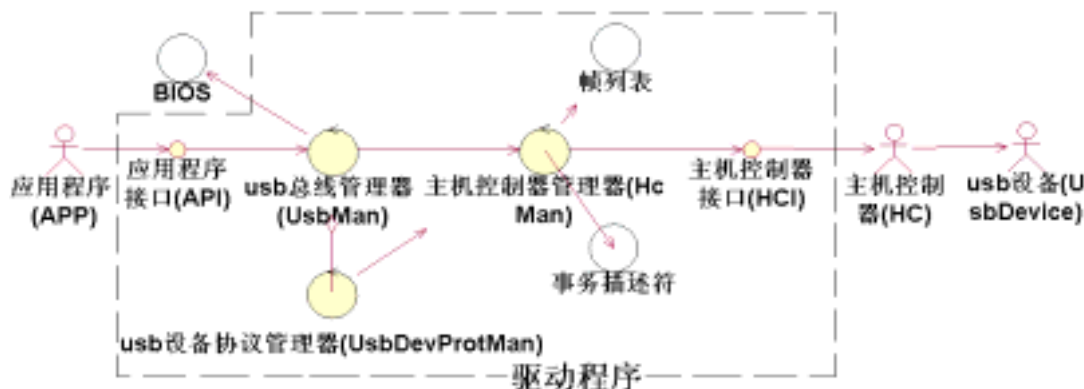 BIOS
帧列表
应用程序
(APP)
应用程序
接口(API)
usb总线管理器
(UsbMan)
主机控制器管理器(Hc
Man)
主机控制器
接口(HCI)
主机控制
器(HC)
usb设备(U
sbDevice)
事务描述符
usb设备协议管理器(UsbDevProtMan)
驱动程序